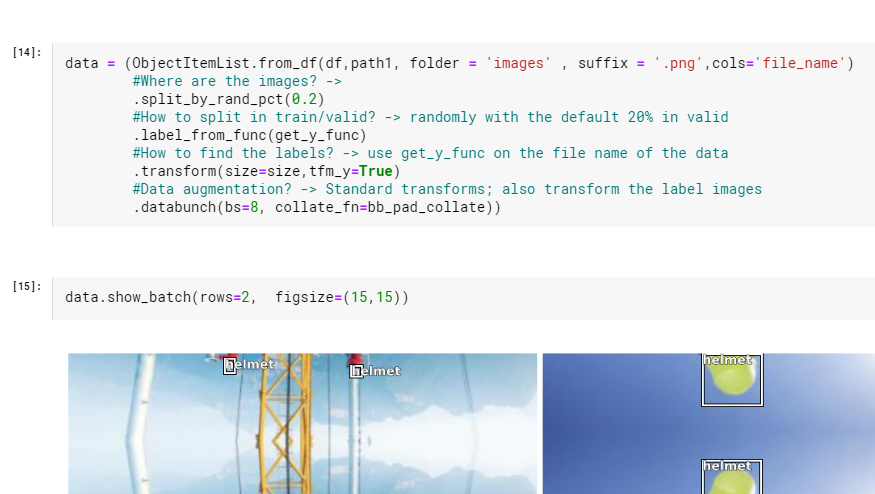 [14]:
data = (ObjectItemList.from_df(df,path1, folder = 'images' , suffix = '.png',cols='file_name')
#Where are the images? ->
.split_by_rand_pct(0.2)
#How to split in train/valid? -> randomly with the default 20% in valid
.label_from_func(get_y_func)
#How to find the labels? -> use get_y_func on the file name of the data
.transform(size=size,tfm_y=True)
#Data augmentation? -> Standard transforms; also transform the label images
.databunch(bs=8, collate_fn=bb_pad_collate))
[15]:
data.show_batch(rows=2,  figsize=(15,15))
helmet
helmet
helmet
helmet